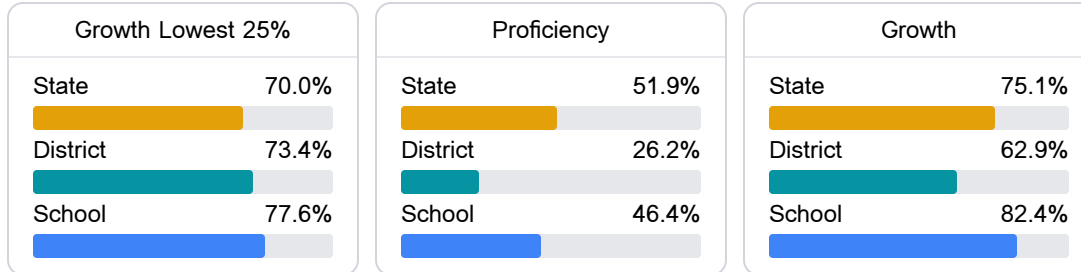 Growth Lowest 25%
State 70.0%
District 73.4%
School 77.6%
Proficiency
State 51.9%
District 26.2%
School 46.4%
Growth
State 75.1%
District 62.9%
School 82.4%